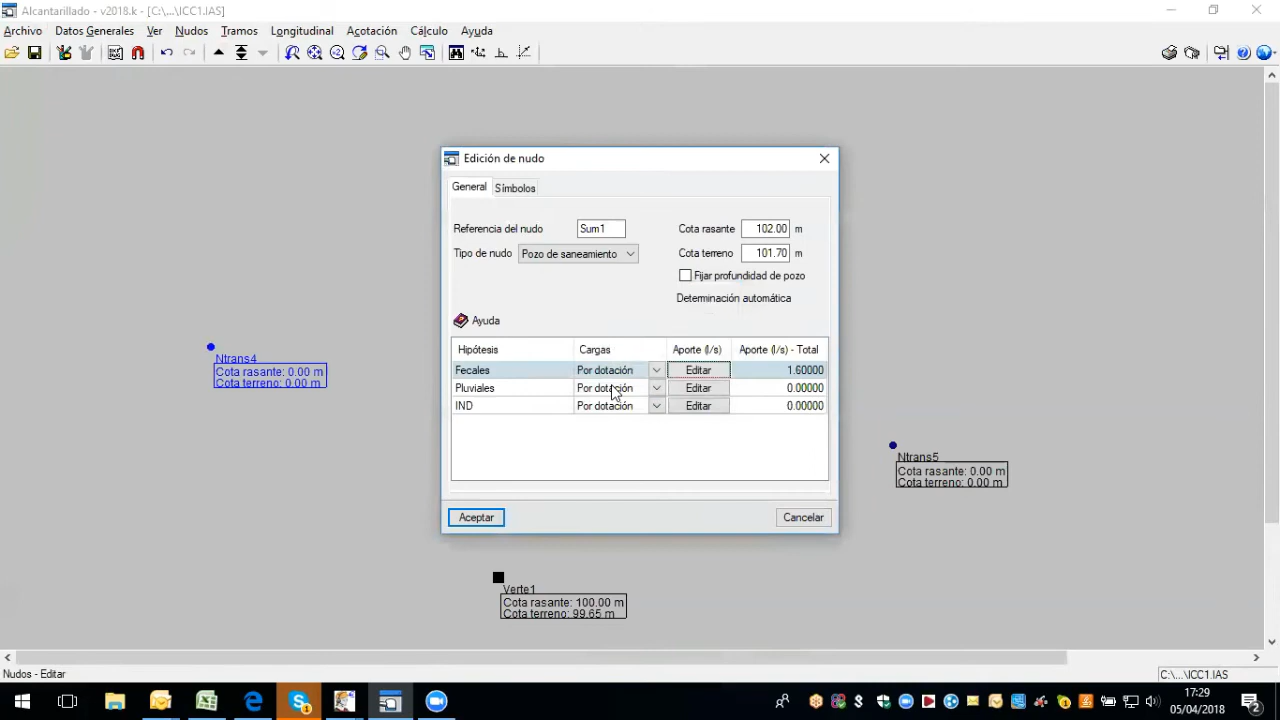 Alcantarillado - v2018.k - [C:\...\ICC1.IAS]
Archivo Datos Generales Ver Nudos Tramos Longitudinal Acotación Cálculo Ayuda
Edición de nudo
General Símbolos
Referencia del nudo Sum1 Cota rasante 102.00 m
Tipo de nudo Pozo de saneamiento Cota terreno 101.70 m
Fijar profundidad de pozo
Determinación automática
Ayuda
Hipótesis Cargas Aporte (l/s) Aporte (l/s) - Total
Fecales Por dotación Editar 1.60000
Pluviales Por dotación Editar 0.00000
IND Por dotación Editar 0.00000
Aceptar Cancelar
Ntrans4
Cota rasante: 0.00 m
Cota terreno: 0.00 m
Ntrans5
Cota rasante: 0.00 m
Cota terreno: 0.00 m
Verte1
Cota rasante: 100.00 m
Cota terreno: 99.65 m
Nudos - Editar C:\...\ICC1.IAS
17:29
05/04/2018